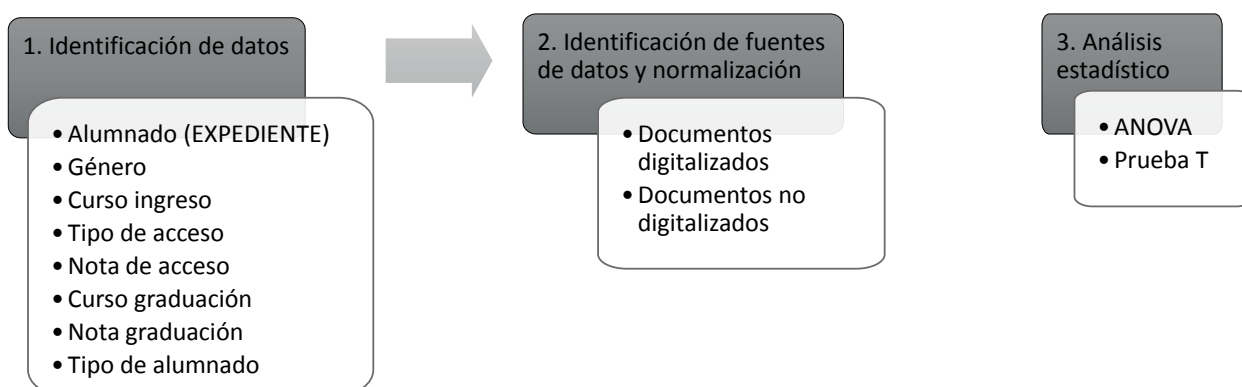 1. Identificación de datos
• Alumnado (EXPEDIENTE)
• Género
• Curso ingreso
• Tipo de acceso
• Nota de acceso
• Curso graduación
• Nota graduación
• Tipo de alumnado
2. Identificación de fuentes
de datos y normalización
• Documentos
digitalizados
• Documentos no
digitalizados
3. Análisis
estadístico
• ANOVA
• Prueba T